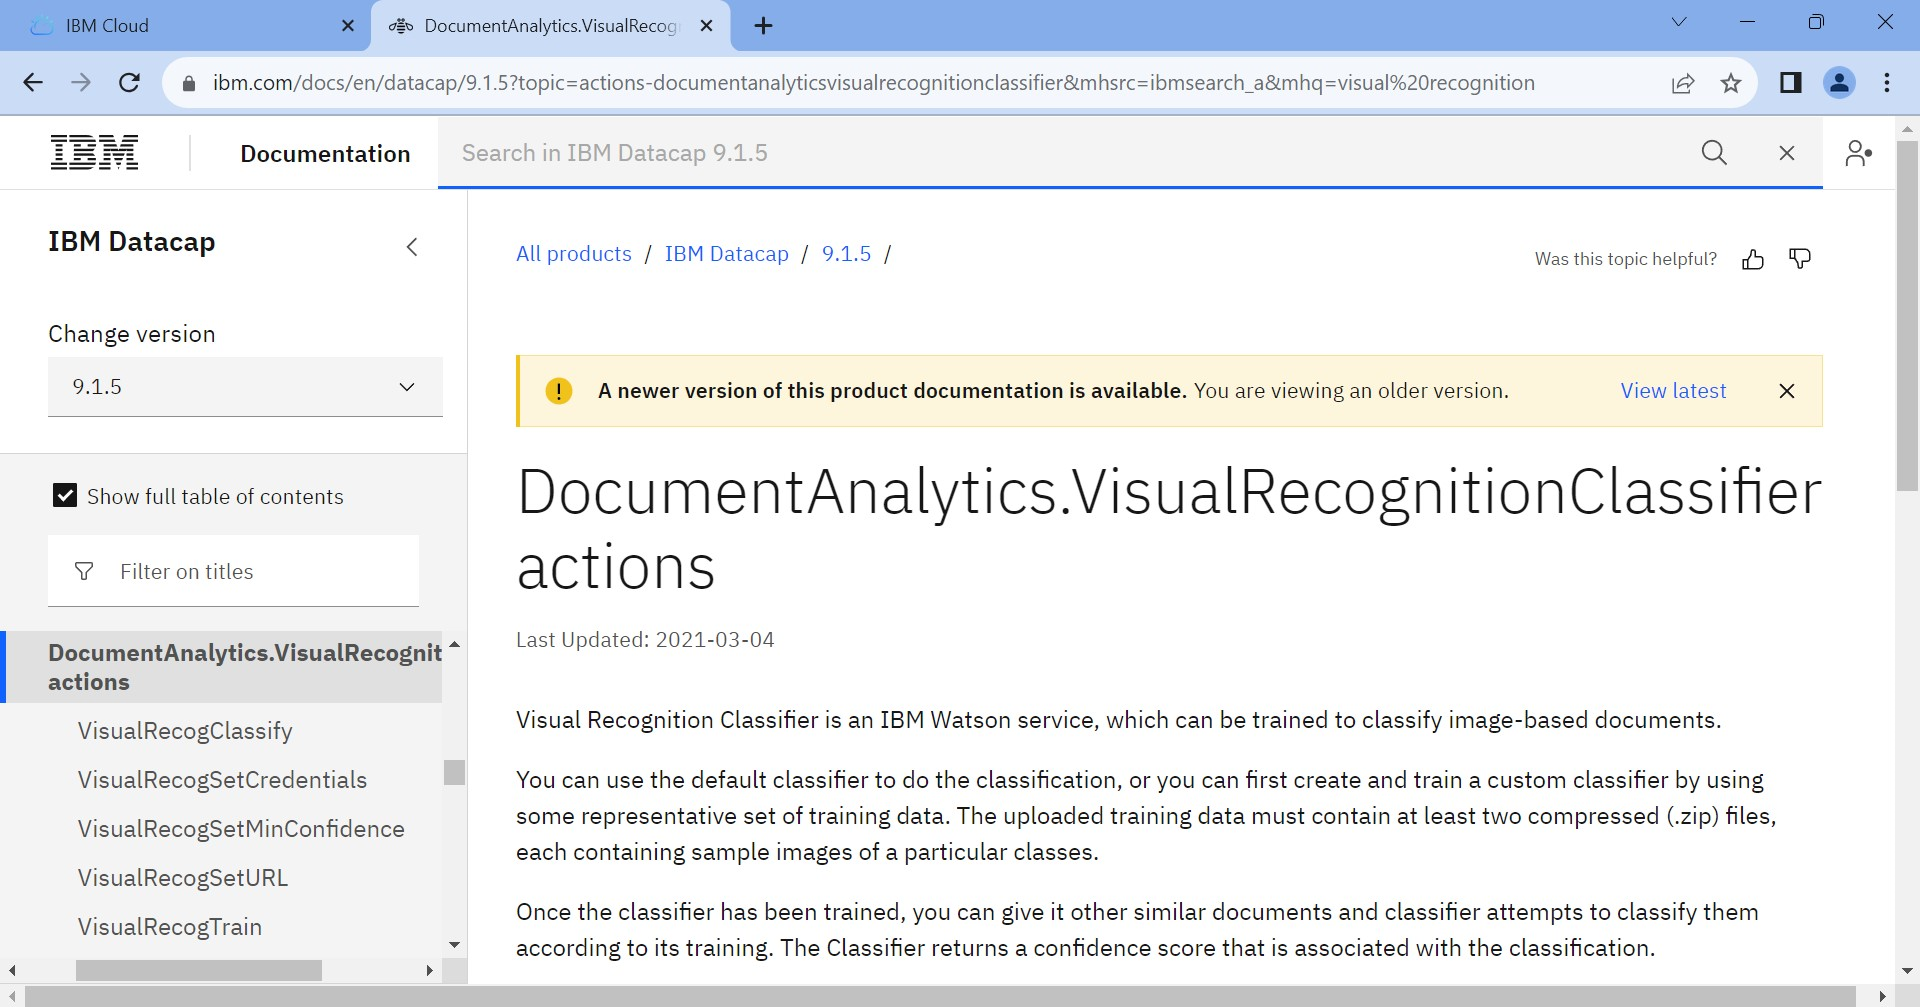 IBM Cloud
DocumentAnalytics.VisualRecog
ibm.com/docs/en/datacap/9.1.5?topic=actions-documentanalyticsvisualrecognitionclassifier&mhsrc=ibmsearch_a&mhq=visual%20recognition
IBM
Documentation
Search in IBM Datacap 9.1.5
IBM Datacap
All products / IBM Datacap / 9.1.5 /
Was this topic helpful?
Change version
9.1.5
A newer version of this product documentation is available. You are viewing an older version.
View latest
Show full table of contents
Filter on titles
DocumentAnalytics.VisualRecognit
actions
VisualRecogClassify
VisualRecogSetCredentials
VisualRecogSetMinConfidence
VisualRecogSetURL
VisualRecogTrain
DocumentAnalytics.VisualRecognitionClassifier
actions
Last Updated: 2021-03-04
Visual Recognition Classifier is an IBM Watson service, which can be trained to classify image-based documents.
You can use the default classifier to do the classification, or you can first create and train a custom classifier by using
some representative set of training data. The uploaded training data must contain at least two compressed (.zip) files,
each containing sample images of a particular classes.
Once the classifier has been trained, you can give it other similar documents and classifier attempts to classify them
according to its training. The Classifier returns a confidence score that is associated with the classification.